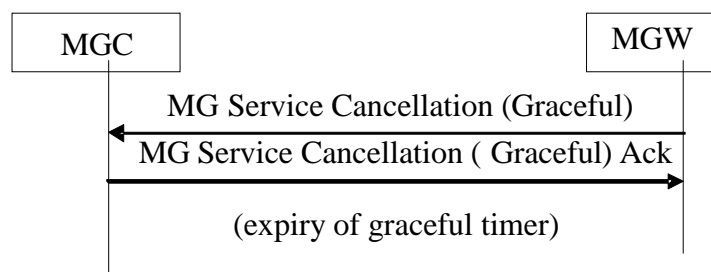 MGC
MGW
MG Service Cancellation (Graceful)
MG Service Cancellation ( Graceful) Ack
(expiry of graceful timer)